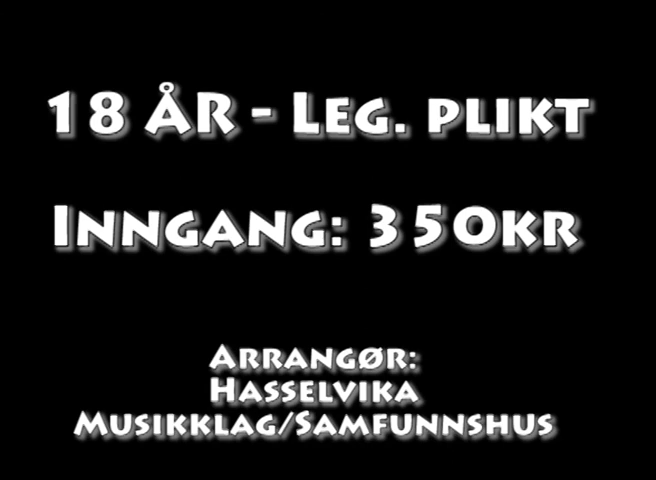 18 ÅR - LEG. PLIKT
INNGANG: 350KR
ARRANGØR:
HASSELVIKA
MUSIKKLAG/SAMFUNNSHUS